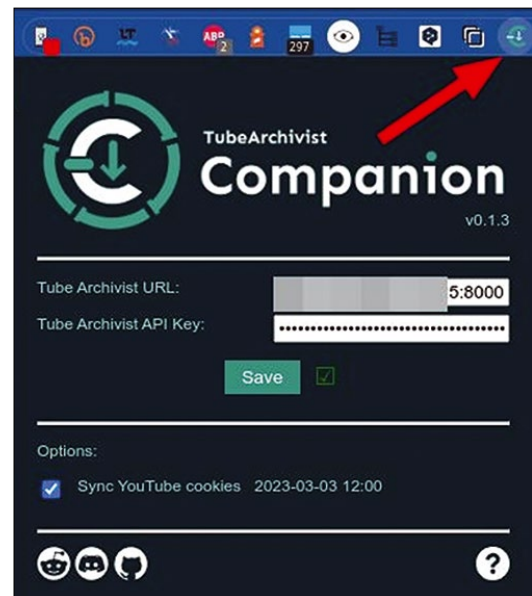 ABP
2
297
TubeArchivist
Companion
v0.1.3
Tube Archivist URL:
5:8000
Tube Archivist API Key:
Save
Options:
Sync YouTube cookies 2023-03-03 12:00
?